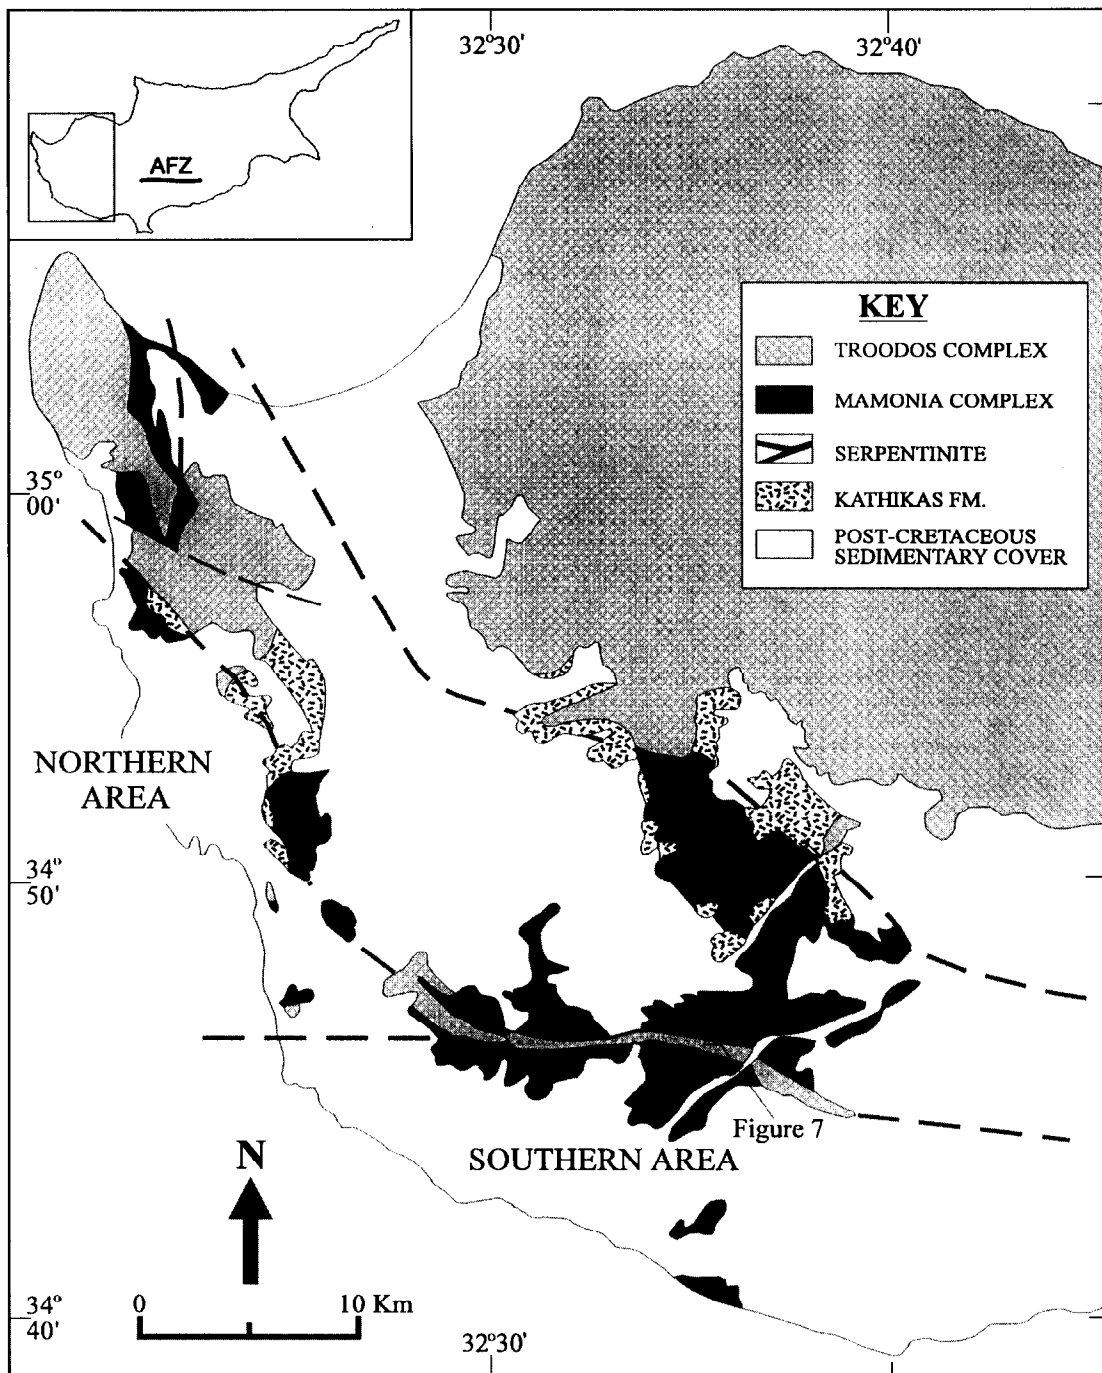 32°30'
32°40'
AFZ
KEY
TROODOS COMPLEX
MAMONIA COMPLEX
SERPENTINITE
KATHIKAS FM.
POST-CRETACEOUS
SEDIMENTARY COVER
35°
00'
NORTHERN
AREA
34°
50'
Figure 7
SOUTHERN AREA
N
0 10 Km
34°
40'
32°30'